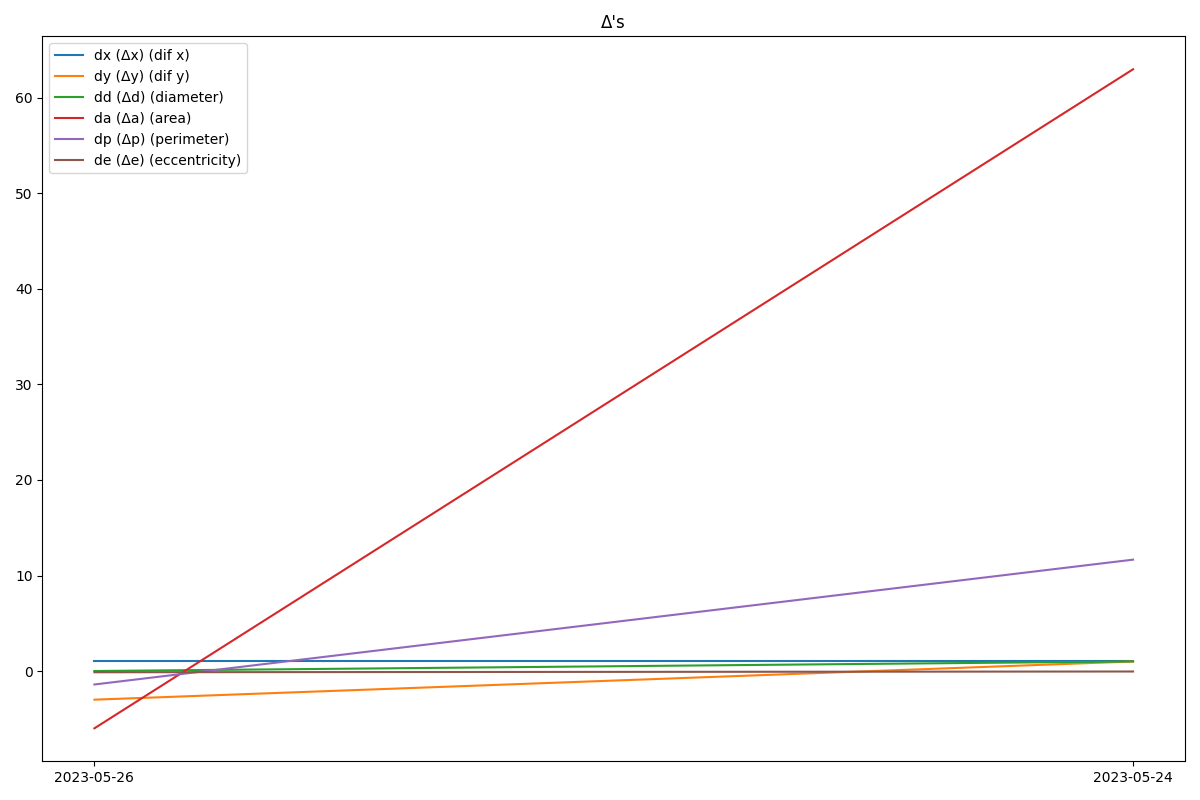 Δ's
dx (Δx) (dif x)
dy (Δy) (dif y)
dd (Δd) (diameter)
da (Δa) (area)
dp (Δp) (perimeter)
de (Δe) (eccentricity)
60
50
40
30
20
10
0
2023-05-26
2023-05-24